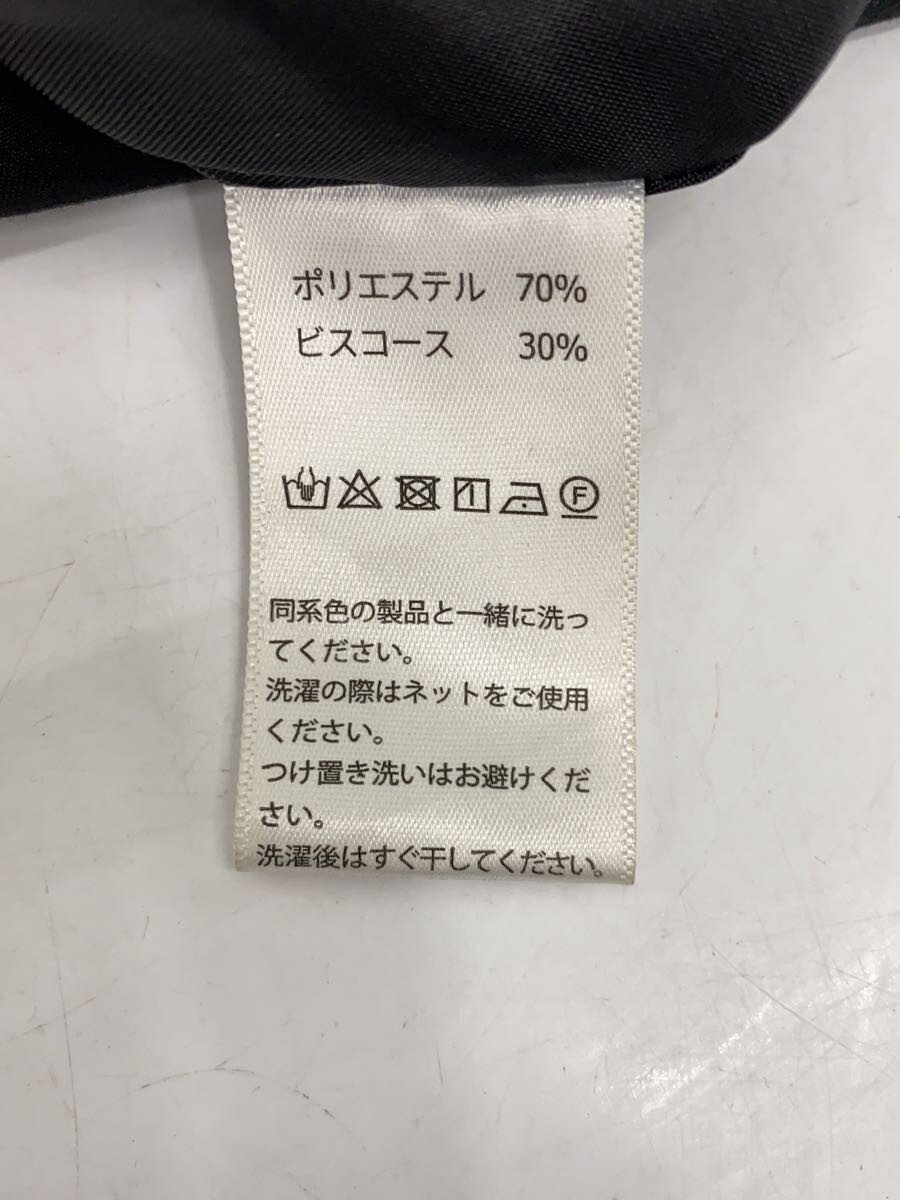 ポリエステル 70%
ビスコース 30%
F
同系色の製品と一緒に洗っ
てください。
洗濯の際はネットをご使用
ください。
つけ置き洗いはお避けくだ
さい。
洗濯後はすぐ干してください。